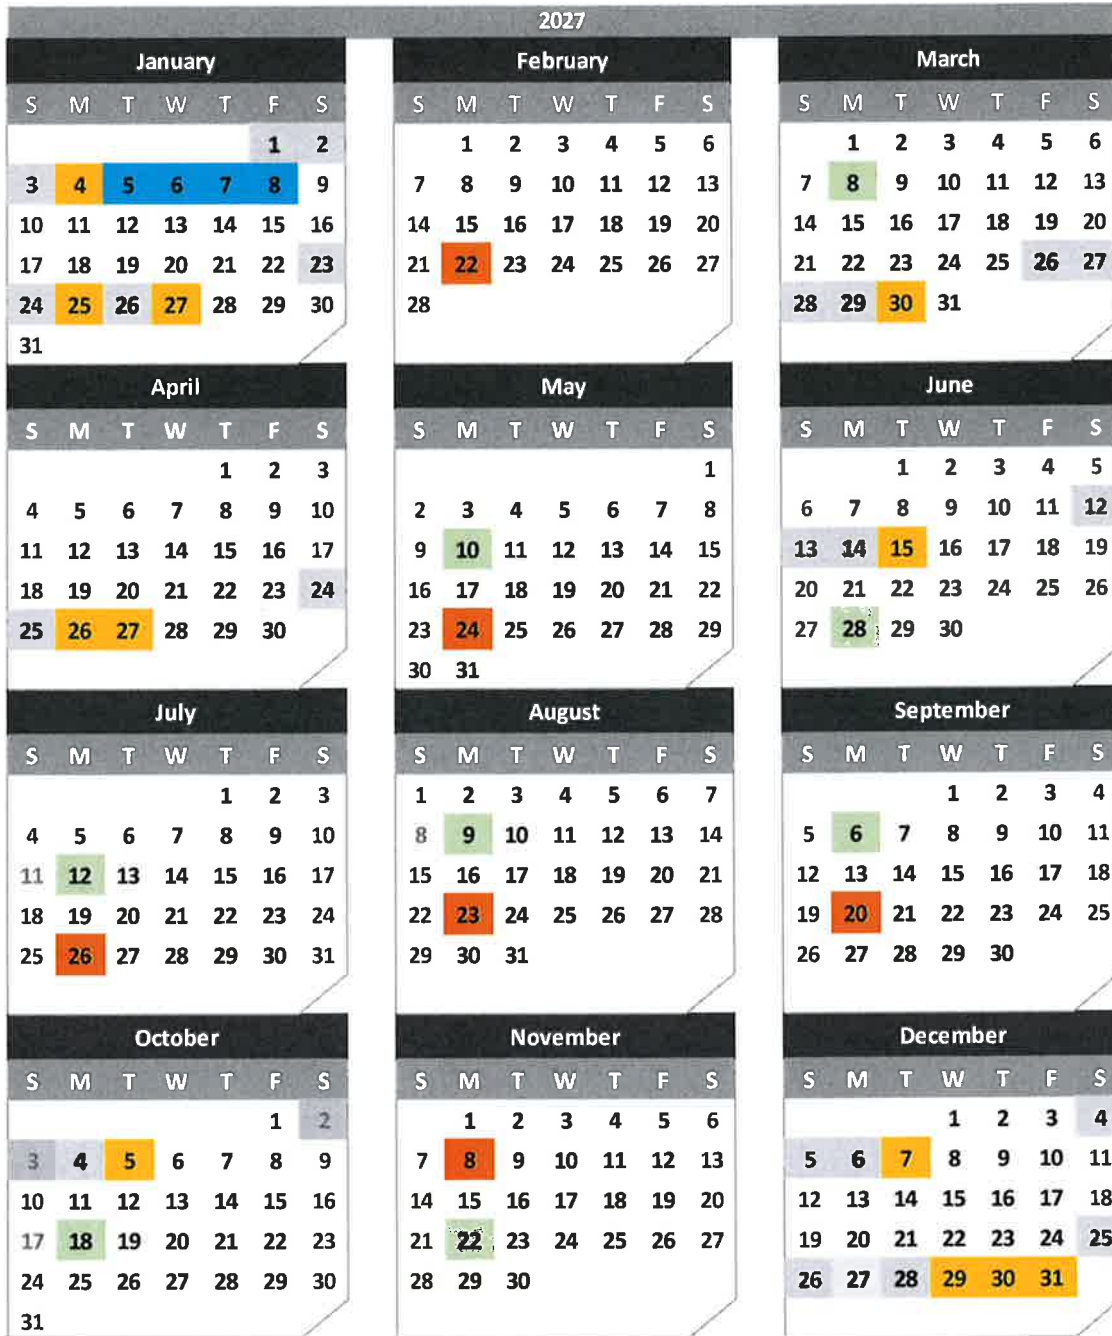 2027
January February March
S M T W T F S S M T W T F S S M T W T F S
1 2 1 2 3 4 5 6 1 2 3 4 5 6
3 4 5 6 7 8 9 7 8 9 10 11 12 13 7 8 9 10 11 12 13
10 11 12 13 14 15 16 14 15 16 17 18 19 20 14 15 16 17 18 19 20
17 18 19 20 21 22 23 21 22 23 24 25 26 27 21 22 23 24 25 26 27
24 25 26 27 28 29 30 28 28 29 30 31
31
April May June
S M T W T F S S M T W T F S S M T W T F S
1 2 3 1 1 2 3 4 5
4 5 6 7 8 9 10 2 3 4 5 6 7 8 6 7 8 9 10 11 12
11 12 13 14 15 16 17 9 10 11 12 13 14 15 13 14 15 16 17 18 19
18 19 20 21 22 23 24 16 17 18 19 20 21 22 20 21 22 23 24 25 26
25 26 27 28 29 30 23 24 25 26 27 28 29 27 28 29 30
30 31
July August September
S M T W T F S S M T W T F S S M T W T F S
1 2 3 1 2 3 4 5 6 7 1 2 3 4
4 5 6 7 8 9 10 8 9 10 11 12 13 14 5 6 7 8 9 10 11
11 12 13 14 15 16 17 15 16 17 18 19 20 21 12 13 14 15 16 17 18
18 19 20 21 22 23 24 22 23 24 25 26 27 28 19 20 21 22 23 24 25
25 26 27 28 29 30 31 29 30 31 26 27 28 29 30
October November December
S M T W T F S S M T W T F S S M T W T F S
1 2 1 2 3 4 5 6 1 2 3 4
3 4 5 6 7 8 9 7 8 9 10 11 12 13 5 6 7 8 9 10 11
10 11 12 13 14 15 16 14 15 16 17 18 19 20 12 13 14 15 16 17 18
17 18 19 20 21 22 23 21 22 23 24 25 26 27 19 20 21 22 23 24 25
24 25 26 27 28 29 30 28 29 30 26 27 28 29 30 31
31